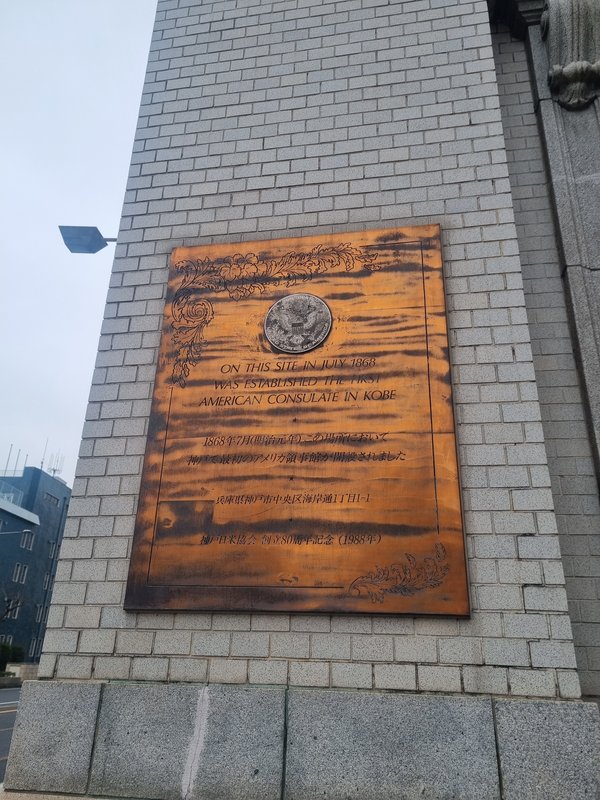 ON THIS SITE IN JULY 1868
WAS ESTABLISHED THE FIRST
AMERICAN CONSULATE IN KOBE
1868年7月(明治元年)この場所において
神戸で最初のアメリカ領事館が開設されました
兵庫県神戸市中央区海岸通1丁目1-1
神戸日米協会 創立80周年記念 (1988年)